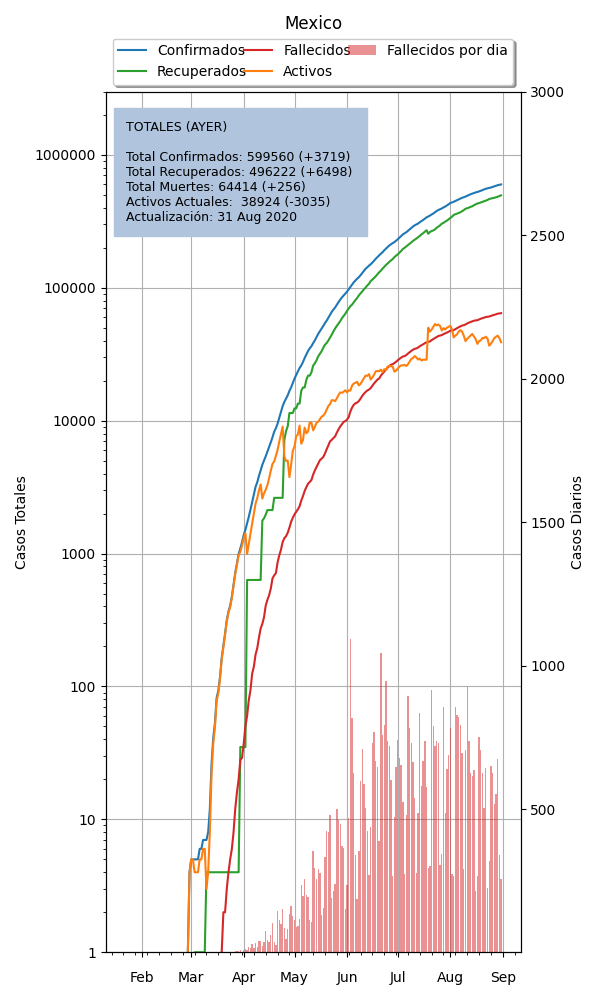 Mexico
Confirmados Fallecidos Fallecidos por dia
Recuperados Activos
TOTALES (AYER)
Total Confirmados: 599560 (+3719)
Total Recuperados: 496222 (+6498)
Total Muertes: 64414 (+256)
Activos Actuales:  38924 (-3035)
Actualización: 31 Aug 2020
Casos Totales
1000000
100000
10000
1000
100
10
1
Casos Diarios
3000
2500
2000
1500
1000
500
Feb Mar Apr May Jun Jul Aug Sep